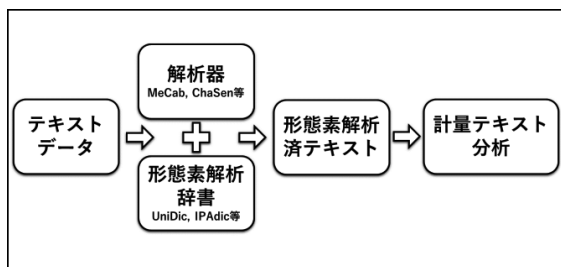 テキスト
データ
解析器
MeCab, ChaSen等
形態素解析
辞書
UniDic, IPAdic等
形態素解析
済テキスト
計量テキスト
分析